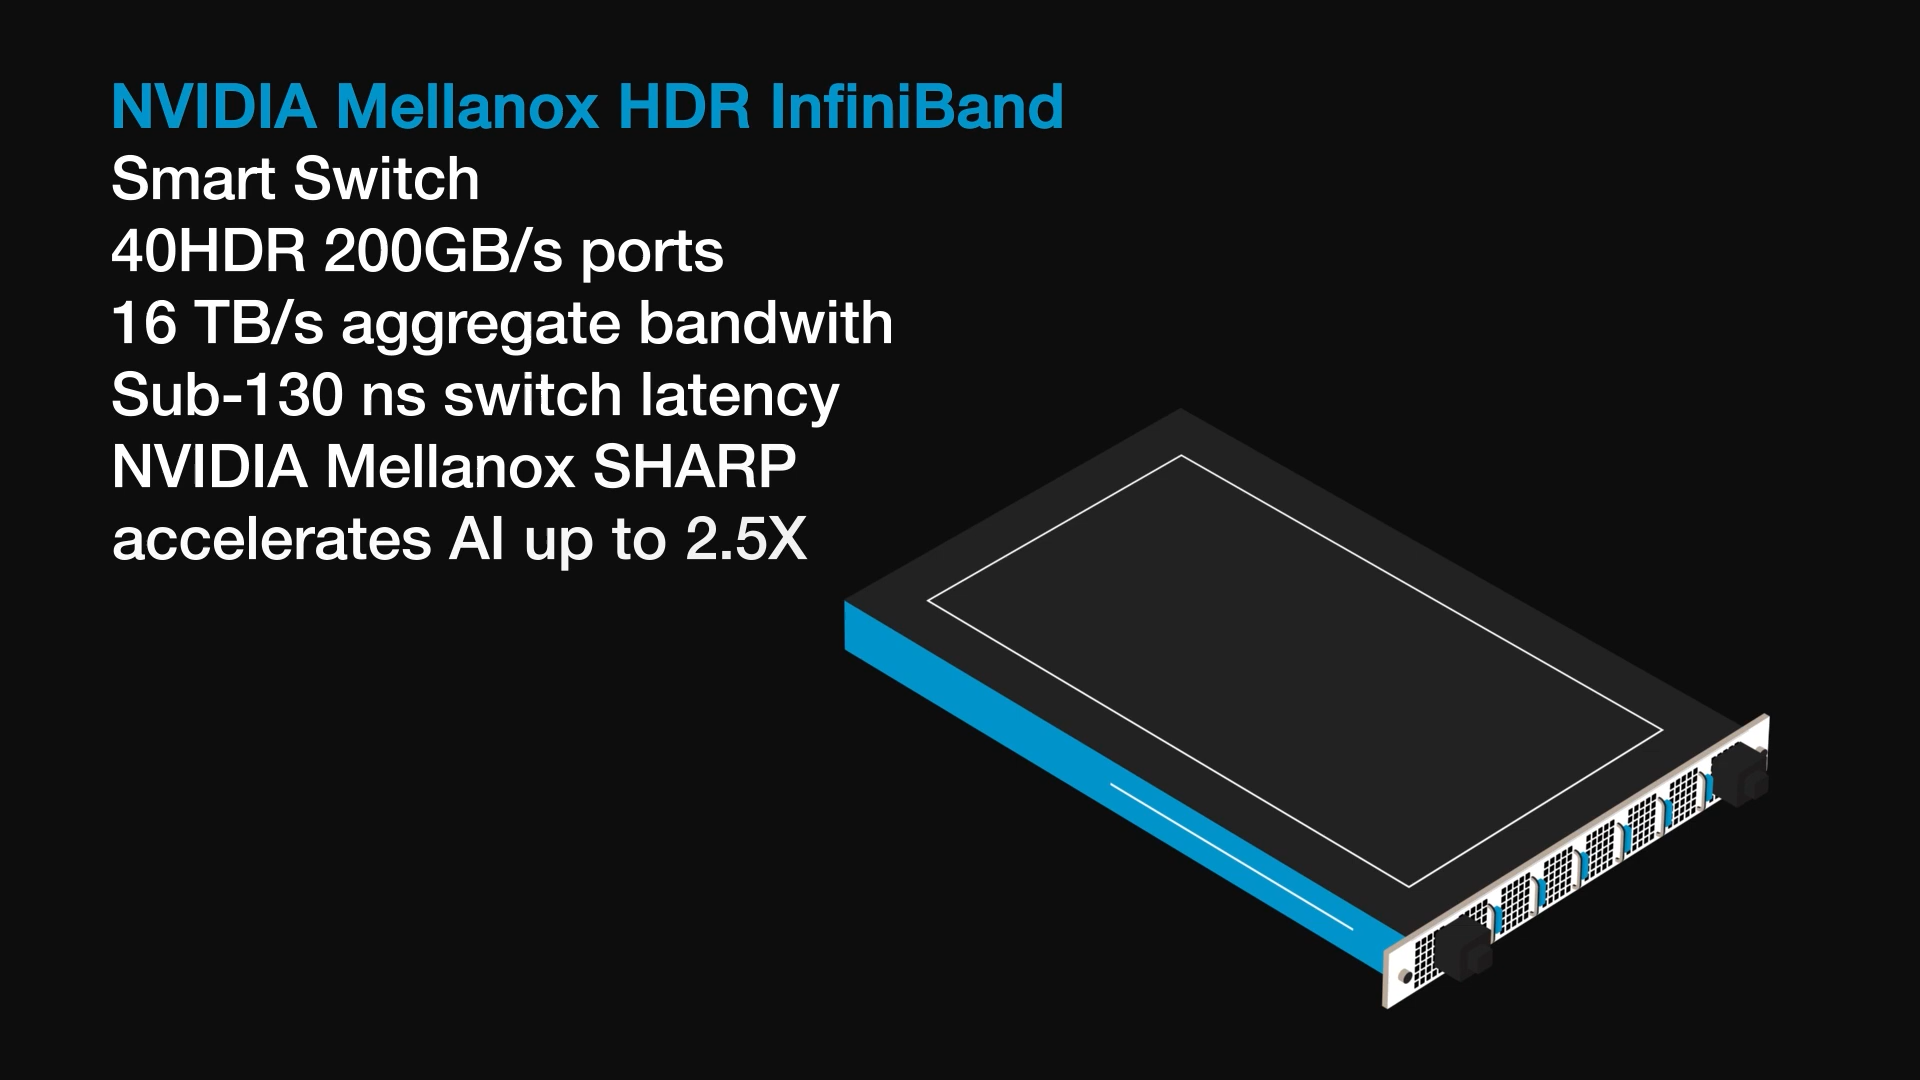 NVIDIA Mellanox HDR InfiniBand
Smart Switch
40HDR 200GB/s ports
16 TB/s aggregate bandwith
Sub-130 ns switch latency
NVIDIA Mellanox SHARP
accelerates AI up to 2.5X